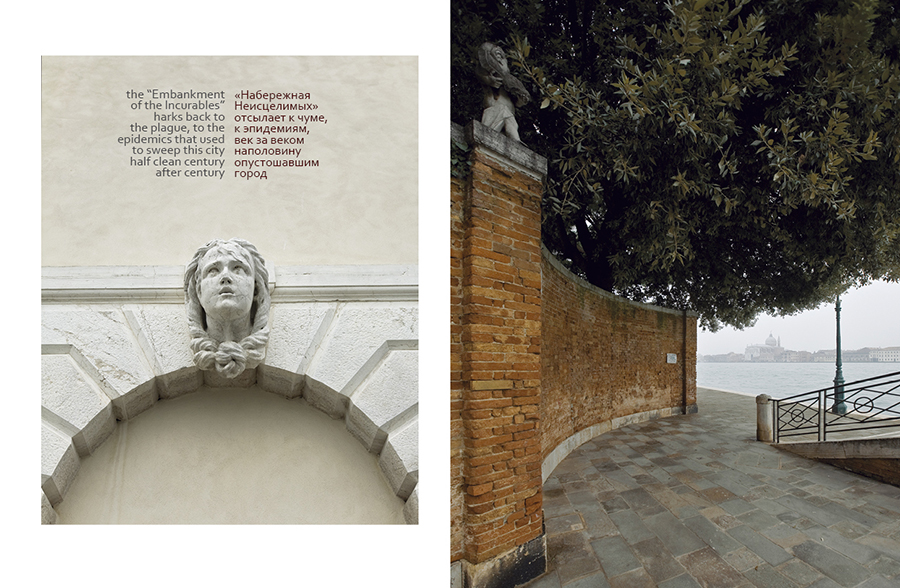 the “Embankment
of the Incurables”
harks back to
the plague, to the
epidemics that used
to sweep this city
half clean century
after century
«Набережная
Неисцелимых»
отсылает к чуме,
к эпидемиям,
век за веком
наполовину
опустошавшим
город